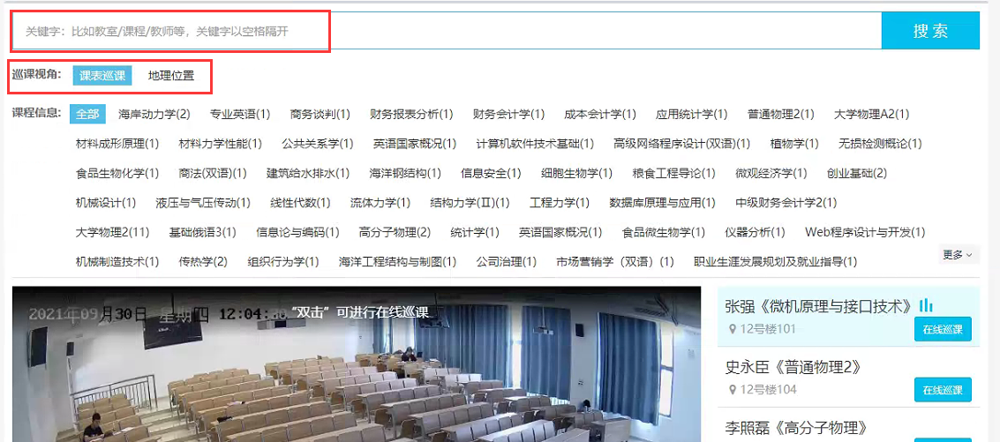 关键字：比如教室/课程/教师等，关键字以空格隔开
搜 索
巡课视角: 课表巡课 地理位置
课程信息: 全部 海岸动力学(2) 专业英语(1) 商务谈判(1) 财务报表分析(1) 财务会计学(1) 成本会计学(1) 应用统计学(1) 普通物理2(1) 大学物理A2(1)
材料成形原理(1) 材料力学性能(1) 公共关系学(1) 英语国家概况(1) 计算机软件技术基础(1) 高级网络程序设计(双语)(1) 植物学(1) 无损检测概论(1)
食品生物化学(1) 商法(双语)(1) 建筑给水排水(1) 海洋钢结构(1) 信息安全(1) 细胞生物学(1) 粮食工程导论(1) 微观经济学(1) 创业基础(2)
机械设计(1) 液压与气压传动(1) 线性代数(1) 流体力学(1) 结构力学(Ⅱ)(1) 工程力学(1) 数据库原理与应用(1) 中级财务会计学2(1)
大学物理2(11) 基础俄语3(1) 信息论与编码(1) 高分子物理(2) 统计学(1) 英语国家概况(1) 食品微生物学(1) 仪器分析(1) Web程序设计与开发(1)
机械制造技术(1) 传热学(2) 组织行为学(1) 海洋工程结构与制图(1) 公司治理(1) 市场营销学（双语）(1) 职业生涯发展规划及就业指导(1)
更多
2021年09月30日 星期四 12:04:
“双击”可进行在线巡课
张强《微机原理与接口技术》
12号楼101 在线巡课
史永臣《普通物理2》
12号楼104 在线巡课
李照磊《高分子物理》